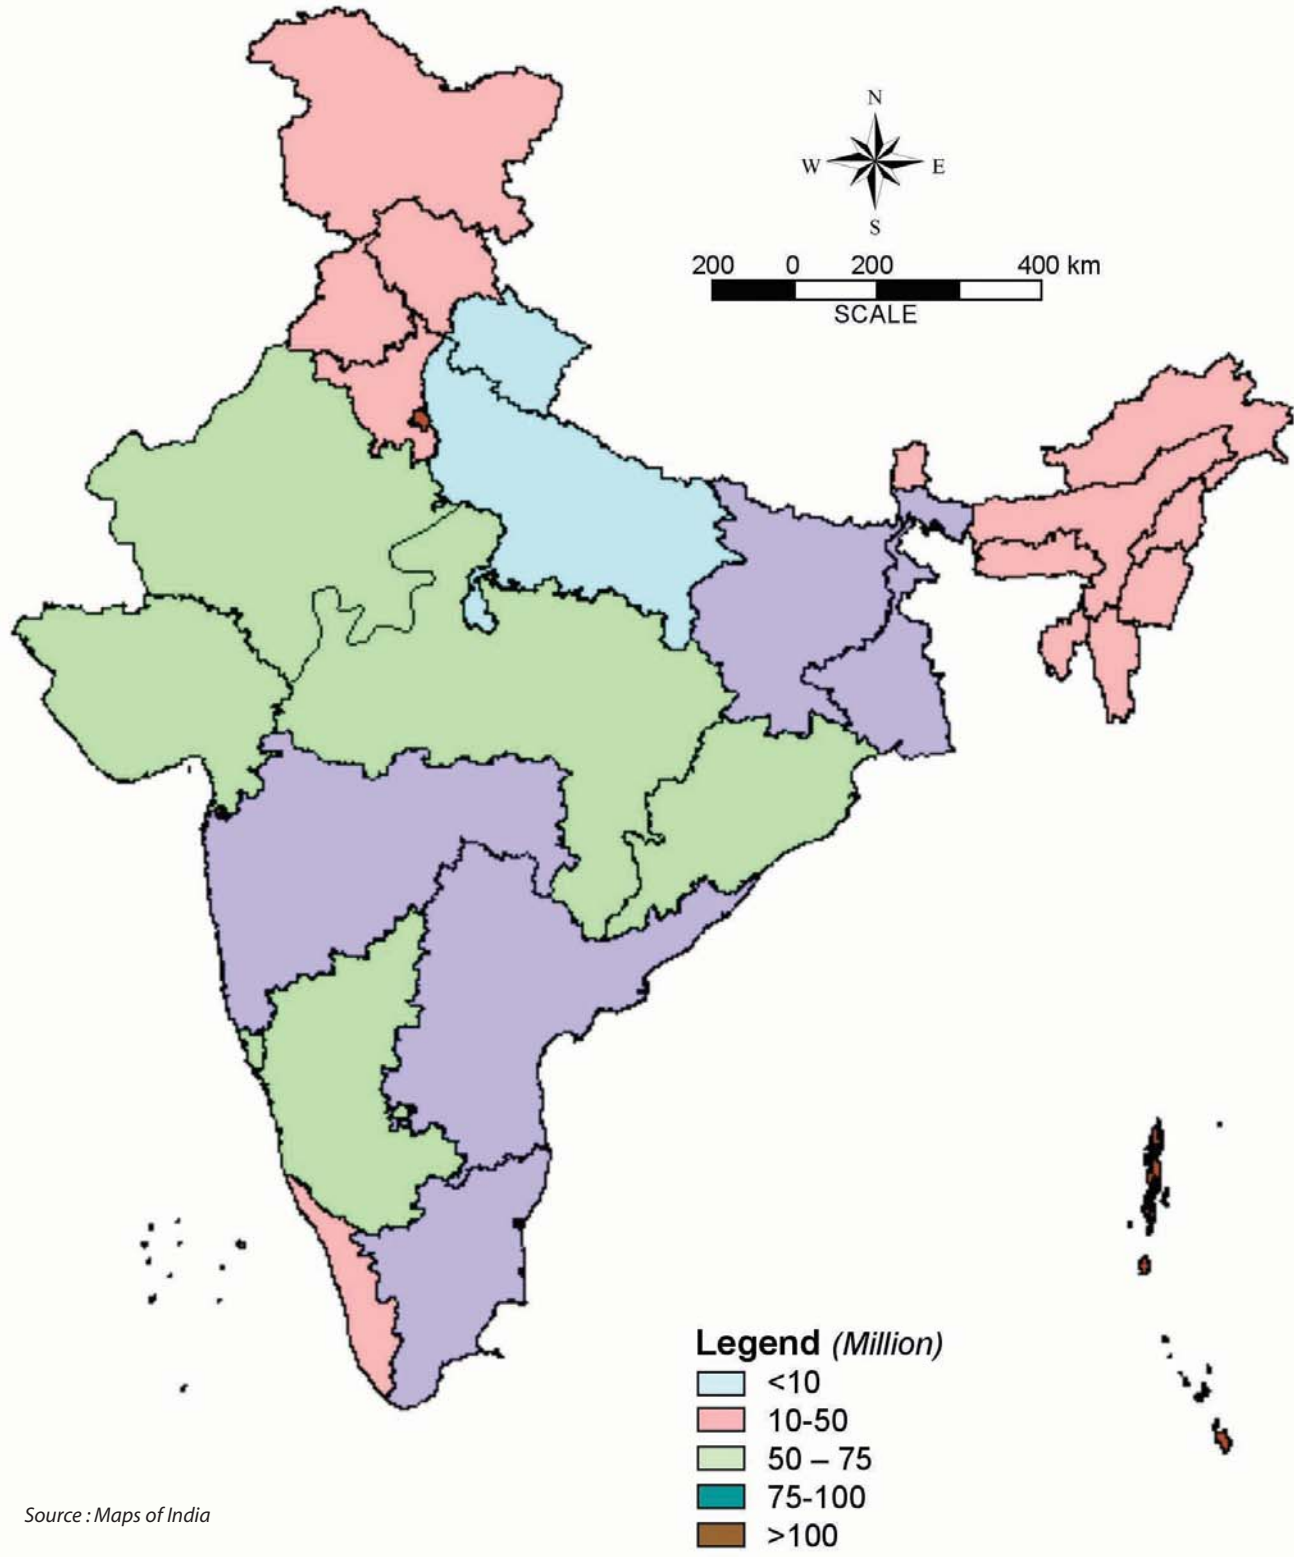 N
W E
S
200 0 200 400 km
SCALE
Legend (Million)
<10
10-50
50 – 75
75-100
>100
Source : Maps of India